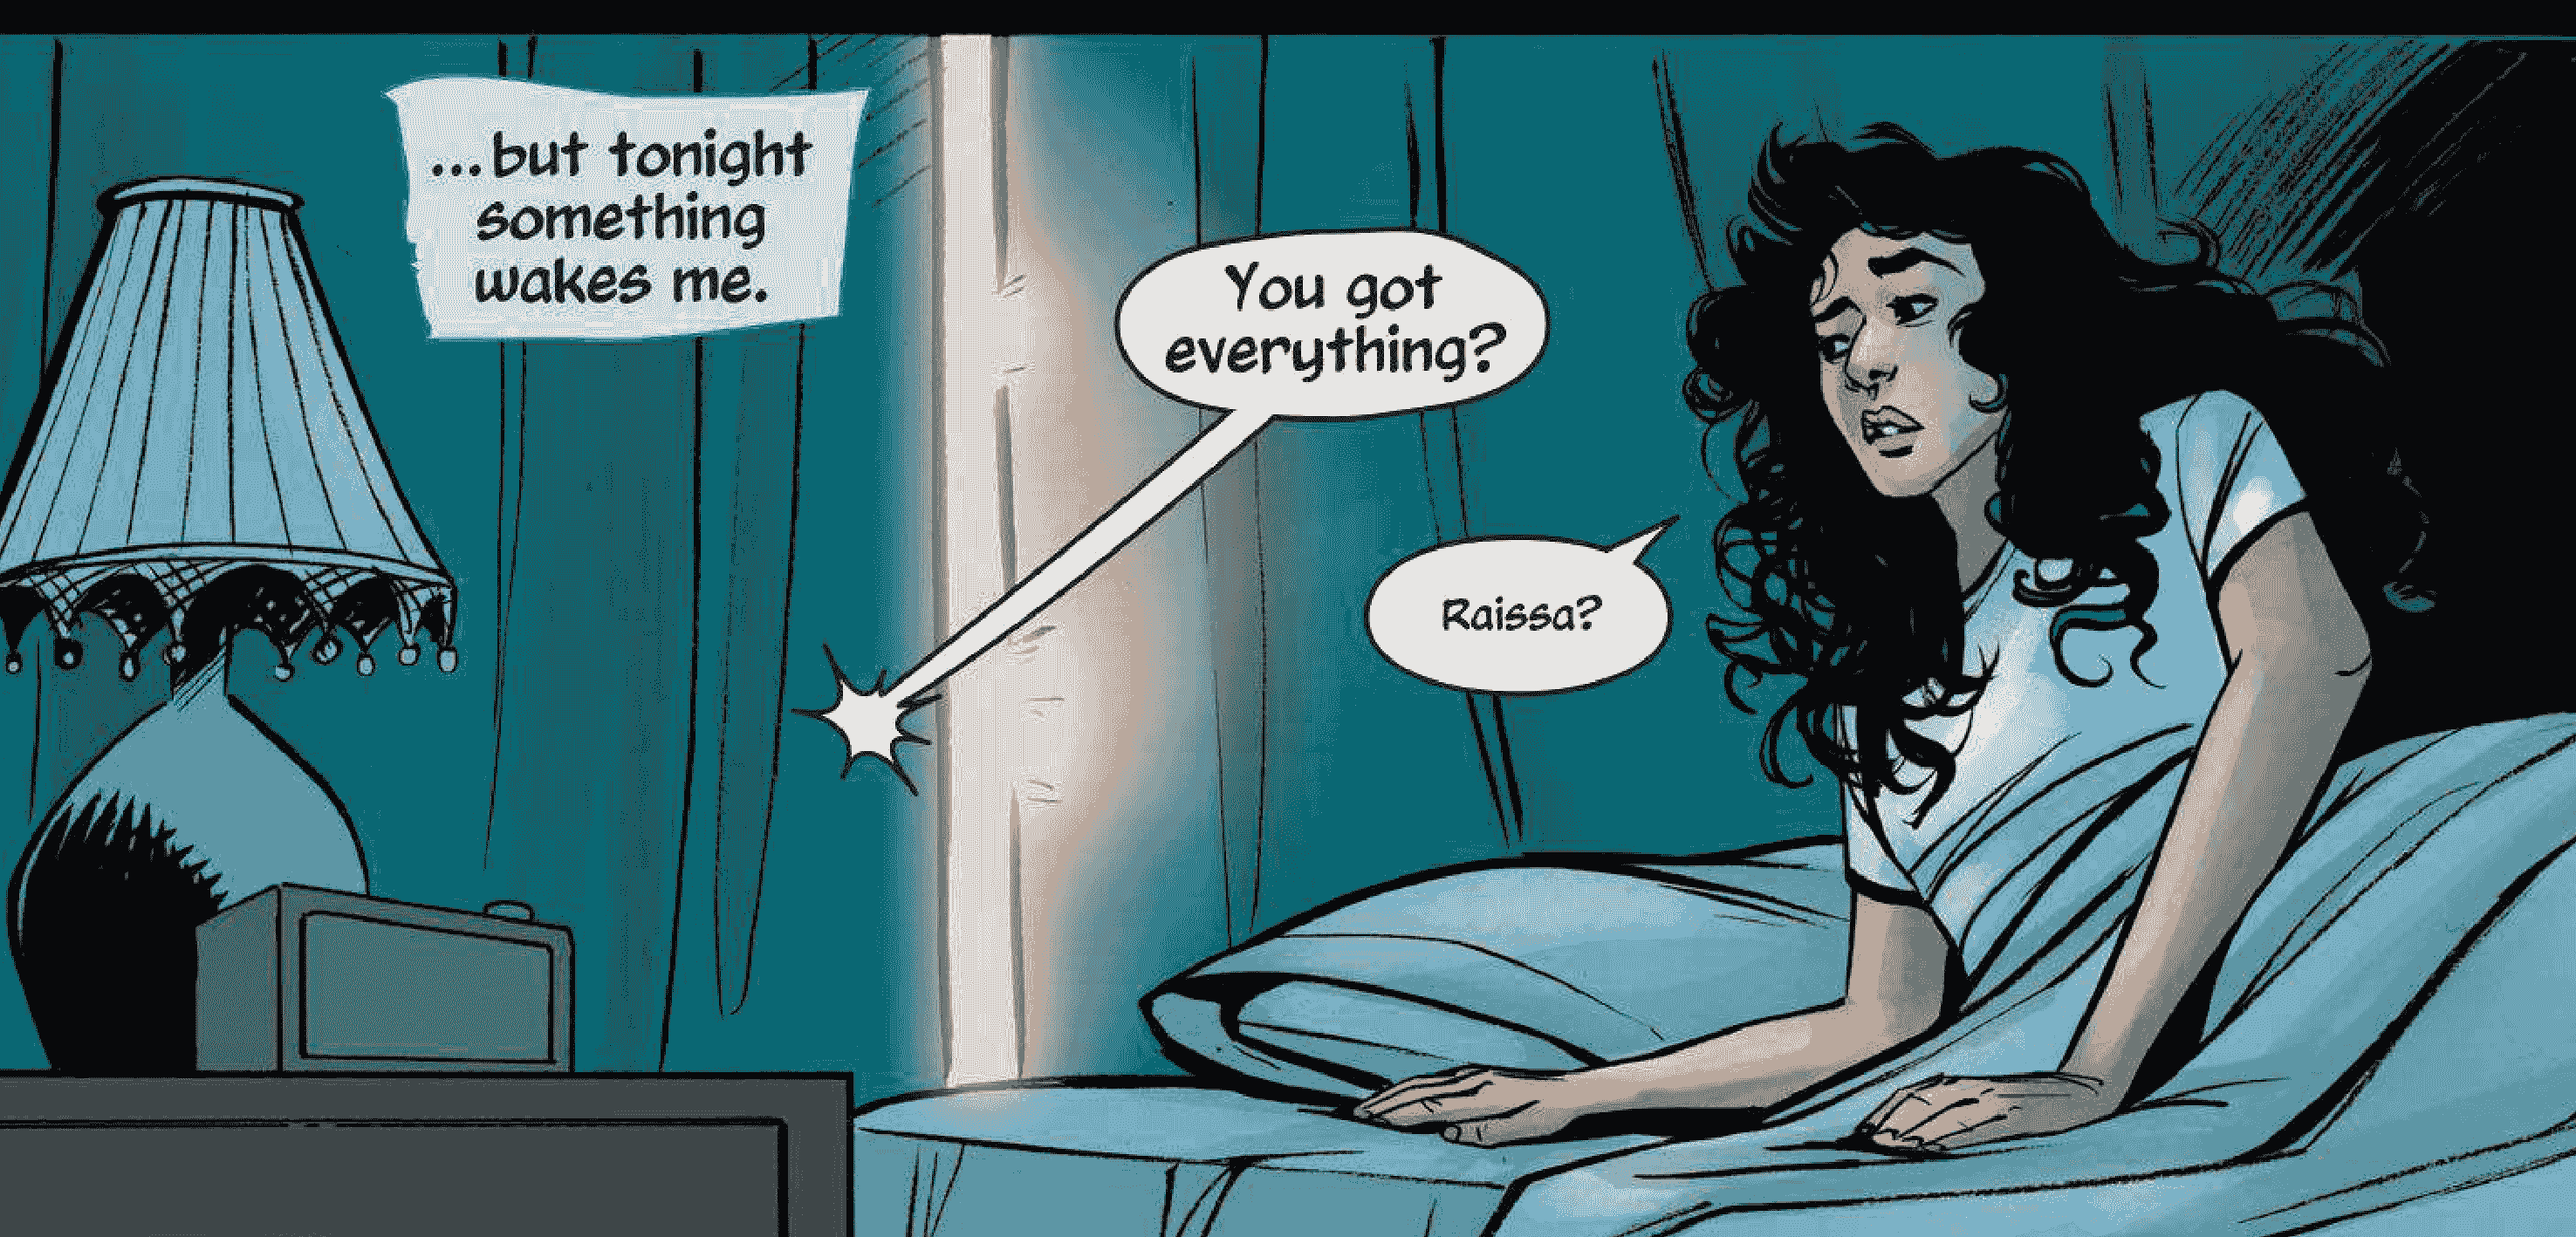 ...but tonight
something
wakes me.
You got
everything?
Raissa?